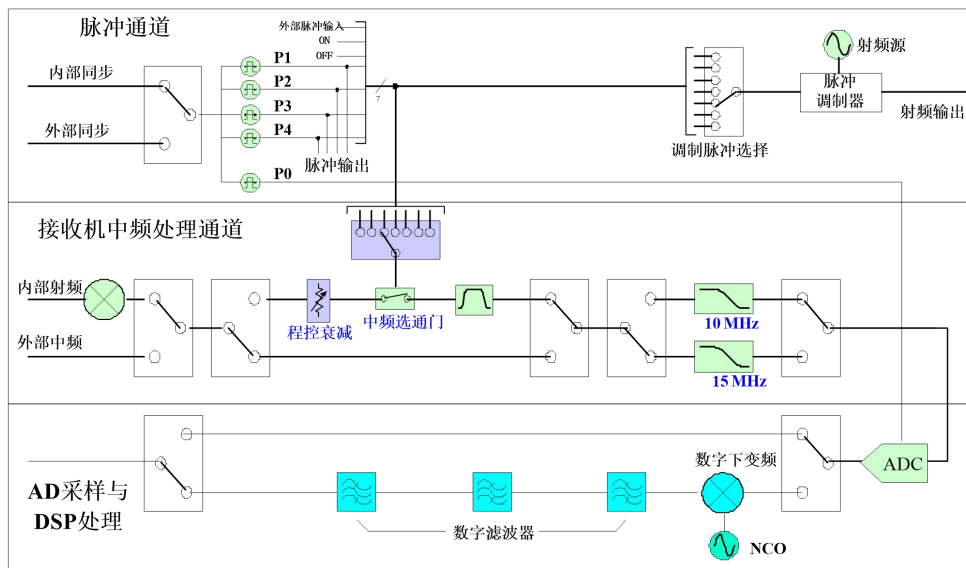 脉冲通道
外部脉冲输入
ON
OFF
射频源
内部同步
P1
P2
7
脉冲
调制器
P3
射频输出
外部同步
P4
脉冲输出
调制脉冲选择
P0
接收机中频处理通道
内部射频
程控衰减
中频选通门
10 MHz
外部中频
15 MHz
数字下变频
ADC
AD采样与
DSP处理
数字滤波器
NCO